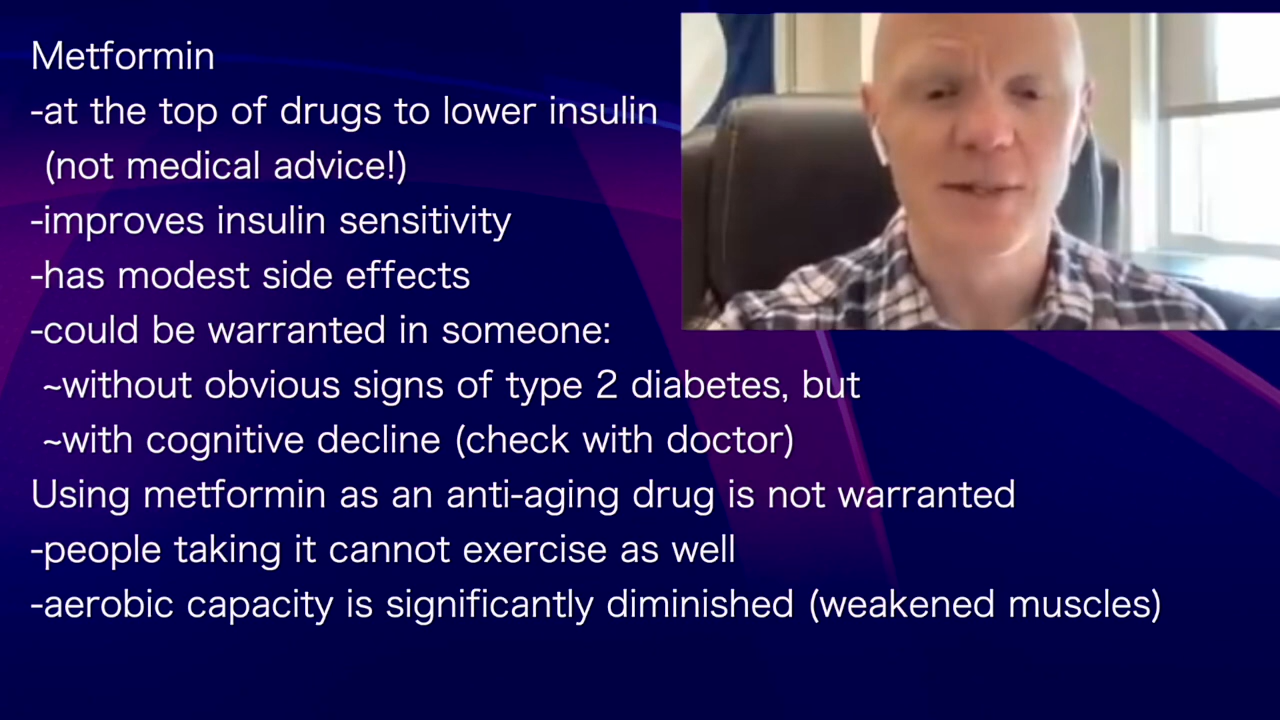 Metformin
-at the top of drugs to lower insulin
(not medical advice!)
-improves insulin sensitivity
-has modest side effects
-could be warranted in someone:
~without obvious signs of type 2 diabetes, but
~with cognitive decline (check with doctor)
Using metformin as an anti-aging drug is not warranted
-people taking it cannot exercise as well
-aerobic capacity is significantly diminished (weakened muscles)